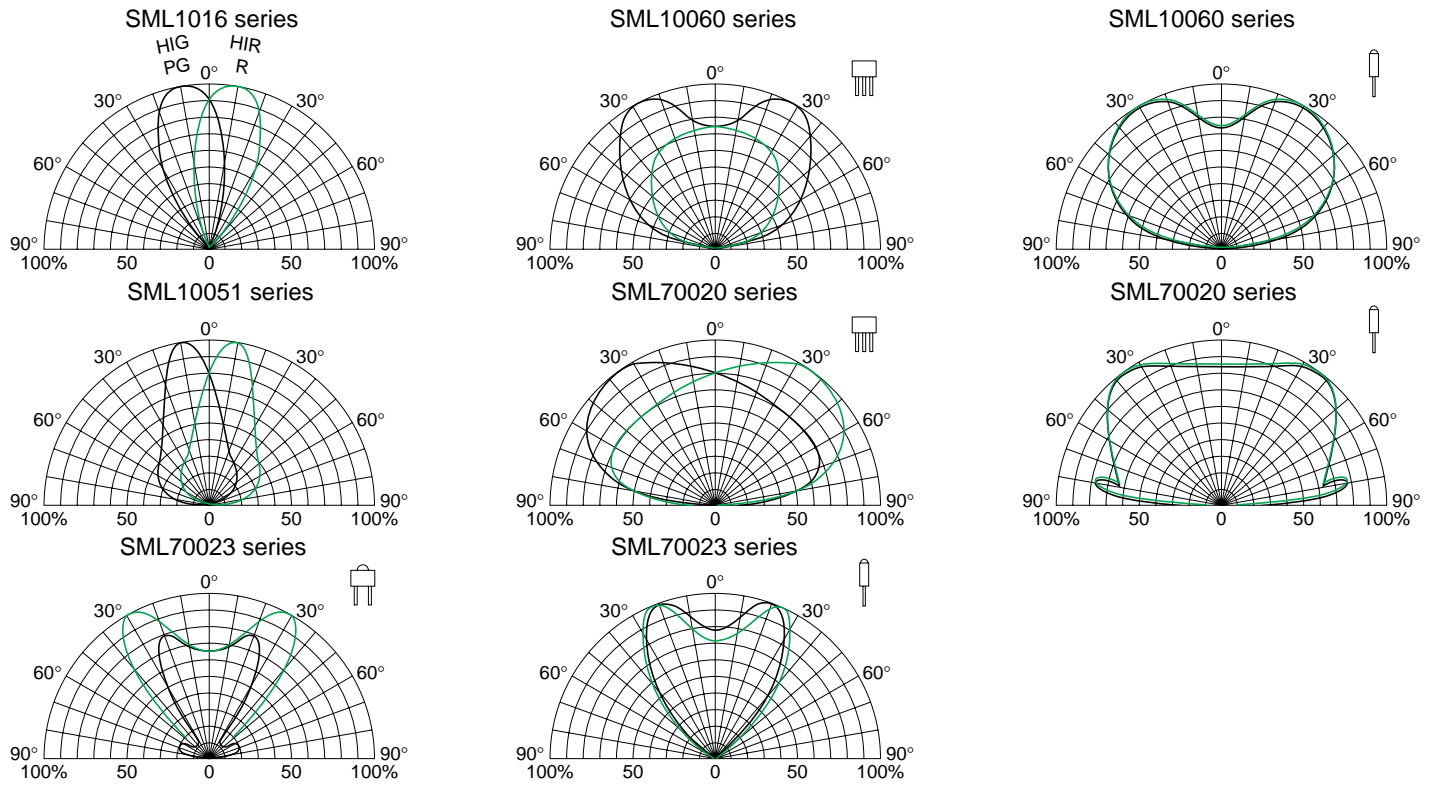 SML1016 series
HIG HIR
PG 0° R
30° 30°
60° 60°
90° 90°
100% 50 0 50 100%
SML10060 series
0°
30° 30°
60° 60°
90° 90°
100% 50 0 50 100%
SML10060 series
0°
30° 30°
60° 60°
90° 90°
100% 50 0 50 100%
SML10051 series
0°
30° 30°
60° 60°
90° 90°
100% 50 0 50 100%
SML70020 series
0°
30° 30°
60° 60°
90° 90°
100% 50 0 50 100%
SML70020 series
0°
30° 30°
60° 60°
90° 90°
100% 50 0 50 100%
SML70023 series
0°
30° 30°
60° 60°
90° 90°
100% 50 0 50 100%
SML70023 series
0°
30° 30°
60° 60°
90° 90°
100% 50 0 50 100%